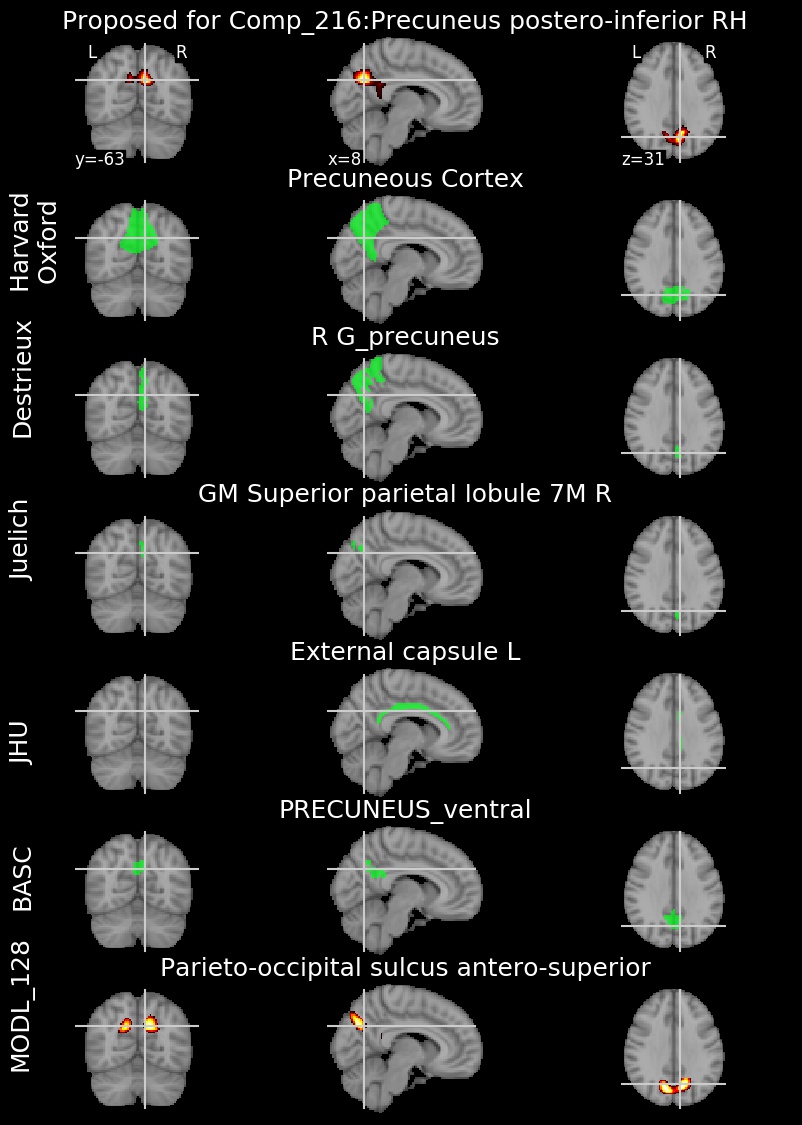 Proposed for Comp_216:Precuneus postero-inferior RH
L R
L R
y=-63
x=8
z=31
Precuneous Cortex
Harvard
Oxford
R G_precuneus
Destrieux
GM Superior parietal lobule 7M R
Juelich
External capsule L
JHU
PRECUNEUS_ventral
BASC
Parieto-occipital sulcus antero-superior
MODL_128